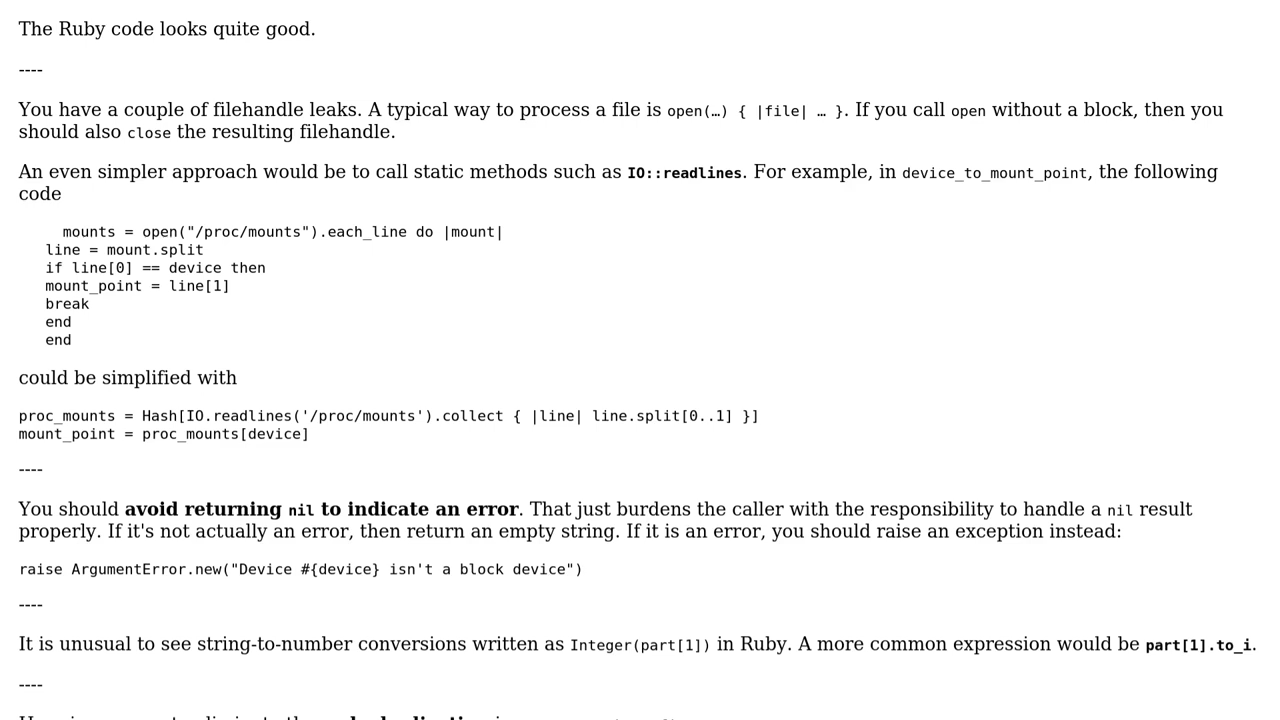 The Ruby code looks quite good.
----
You have a couple of filehandle leaks. A typical way to process a file is open(…) { |file| … }. If you call open without a block, then you
should also close the resulting filehandle.
An even simpler approach would be to call static methods such as IO::readlines. For example, in device_to_mount_point, the following
code
mounts = open("/proc/mounts").each_line do |mount|
line = mount.split
if line[0] == device then
mount_point = line[1]
break
end
end
could be simplified with
proc_mounts = Hash[IO.readlines('/proc/mounts').collect { |line| line.split[0..1] }]
mount_point = proc_mounts[device]
----
You should avoid returning nil to indicate an error. That just burdens the caller with the responsibility to handle a nil result
properly. If it's not actually an error, then return an empty string. If it is an error, you should raise an exception instead:
raise ArgumentError.new("Device #{device} isn't a block device")
----
It is unusual to see string-to-number conversions written as Integer(part[1]) in Ruby. A more common expression would be part[1].to_i.
----